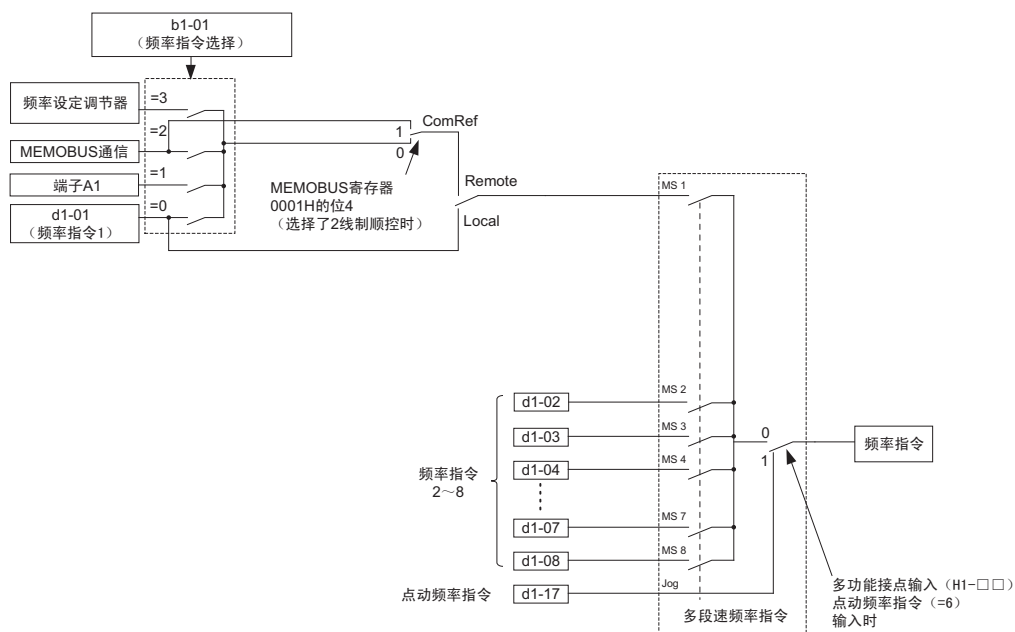 b1-01
（频率指令选择）
频率设定调节器
=3
=2
MEMOBUS通信
=1
端子A1
=0
d1-01
（频率指令1）
ComRef
1
0
MEMOBUS寄存器
0001H的位4
（选择了2线制顺控时）
Remote
Local
MS 1
MS 2
d1-02
MS 3
d1-03
MS 4
d1-04
频率指令
2～8
MS 7
d1-07
MS 8
d1-08
Jog
点动频率指令
d1-17
0
1
频率指令
多段速频率指令
多功能接点输入（H1-□□）
点动频率指令（=6）
输入时